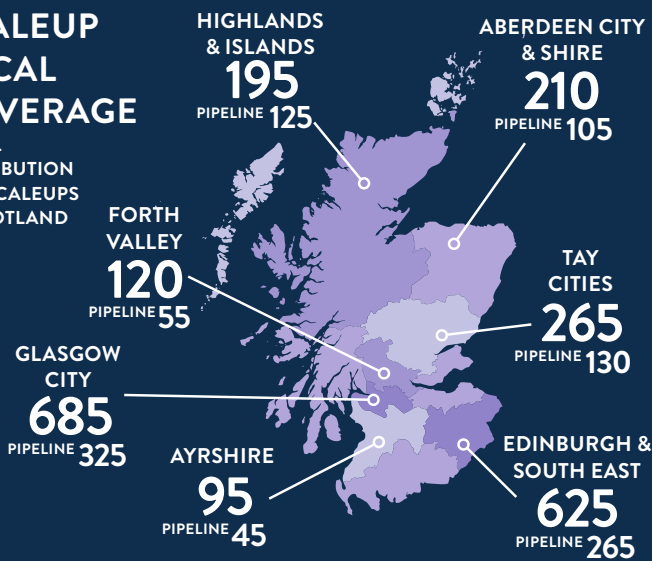 ALEUP
CAL
VERAGE
BUTION
CALEUPS
OTLAND
HIGHLANDS
& ISLANDS
195
PIPELINE 125
ABERDEEN CITY
& SHIRE
210
PIPELINE 105
FORTH
VALLEY
120
PIPELINE 55
TAY
CITIES
265
PIPELINE 130
GLASGOW
CITY
685
PIPELINE 325
AYRSHIRE
95
PIPELINE 45
EDINBURGH &
SOUTH EAST
625
PIPELINE 265